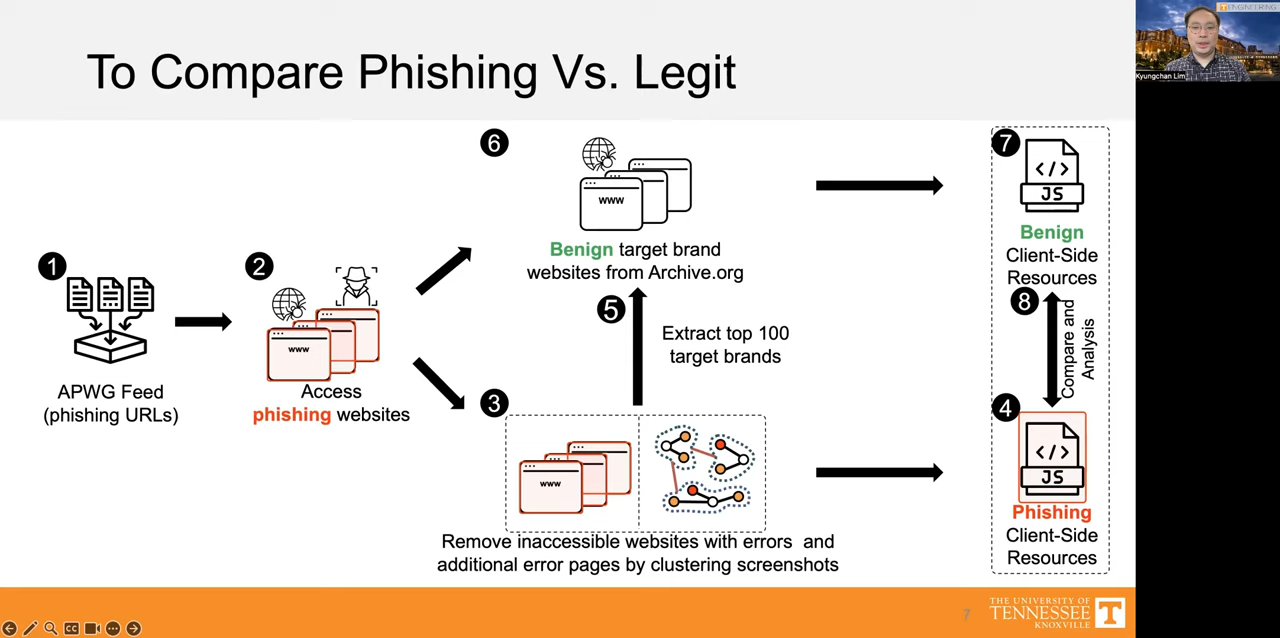 To Compare Phishing Vs. Legit
TENGINEERING
Kyungchan Lim
1
APWG Feed
(phishing URLs)
2
www
Access
phishing websites
6
www
Benign target brand
websites from Archive.org
5
Extract top 100
target brands
3
www
Remove inaccessible websites with errors and
additional error pages by clustering screenshots
7
</>
JS
Benign
Client-Side
Resources
8
Compare and
Analysis
4
</>
JS
Phishing
Client-Side
Resources
CC
7
THE UNIVERSITY OF
TENNESSEE
KNOXVILLE
T